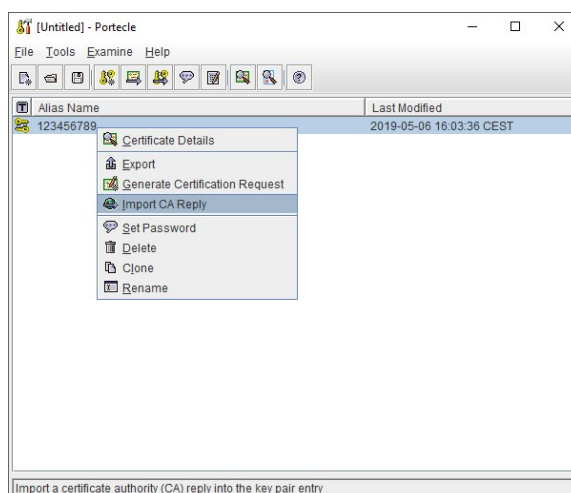 [Untitled] - Portecle
File Tools Examine Help
T Alias Name Last Modified
123456789 2019-05-06 16:03:36 CEST
Certificate Details
Export
Generate Certification Request
Import CA Reply
Set Password
Delete
Clone
Rename
Import a certificate authority (CA) reply into the key pair entry